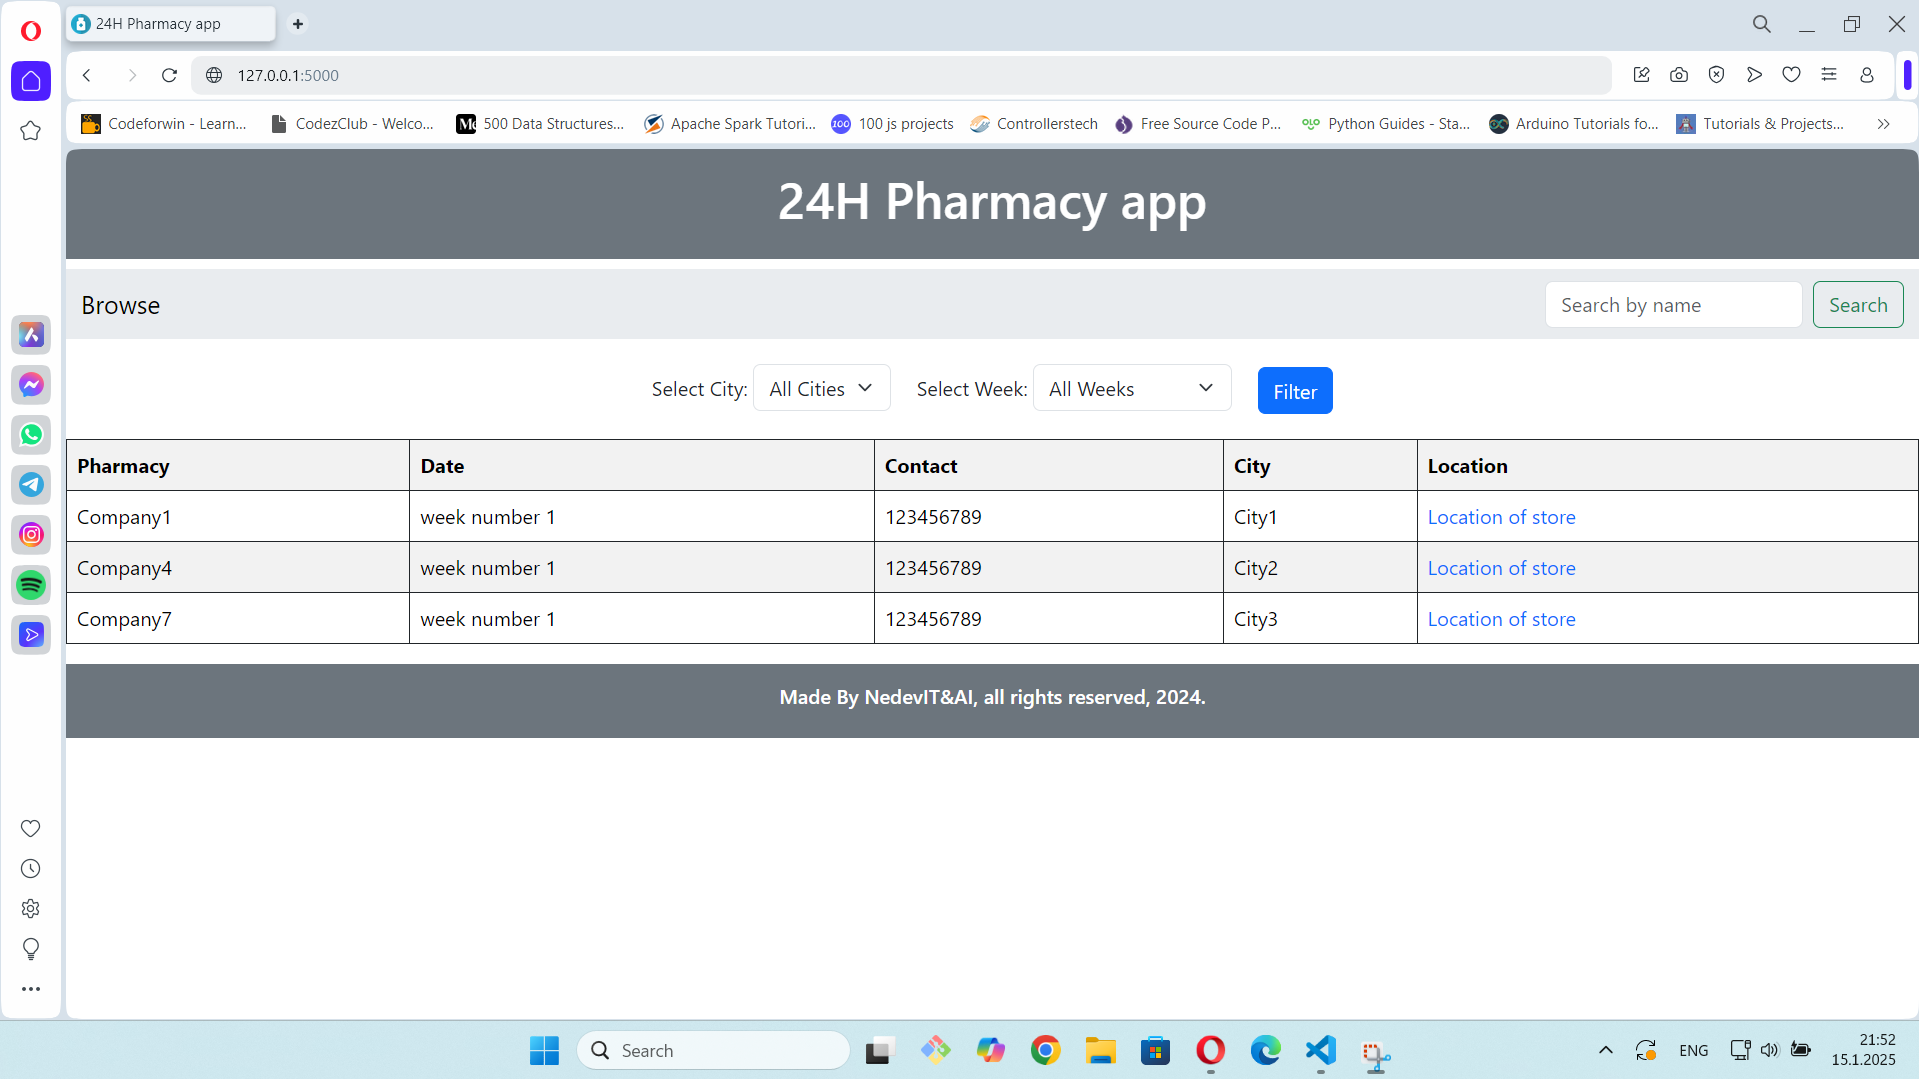 24H Pharmacy app
127.0.0.1:5000
Codeforwin - Learn...
CodezClub - Welco...
500 Data Structures...
Apache Spark Tutori...
100 js projects
Controllerstech
Free Source Code P...
Python Guides - Sta...
Arduino Tutorials fo...
Tutorials & Projects...
24H Pharmacy app
Browse
Search by name
Search
Select City: All Cities
Select Week: All Weeks
Filter
Pharmacy Date Contact City Location
Company1 week number 1 123456789 City1 Location of store
Company4 week number 1 123456789 City2 Location of store
Company7 week number 1 123456789 City3 Location of store
Made By NedevIT&AI, all rights reserved, 2024.
Search
ENG
21:52
15.1.2025